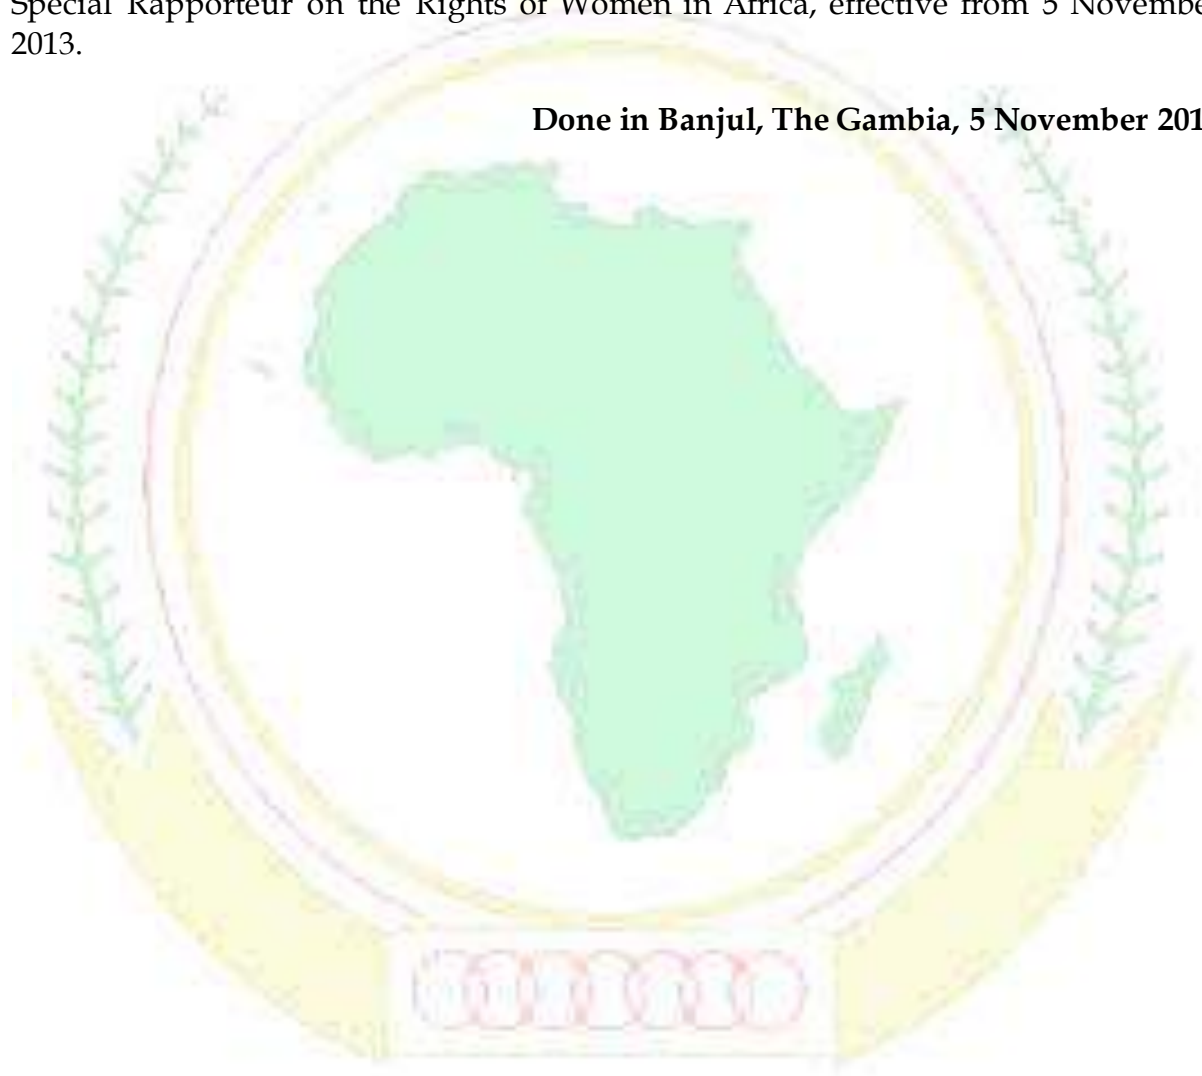 Special Rapporteur on the Rights of Women in Africa, effective from 5 Novembe
2013.
Done in Banjul, The Gambia, 5 November 201